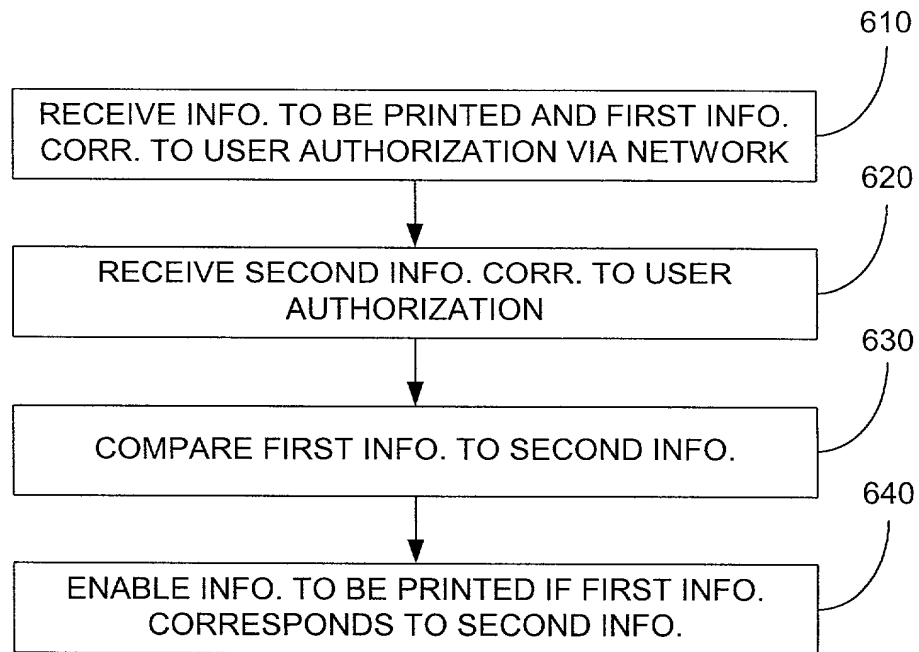 610
RECEIVE INFO. TO BE PRINTED AND FIRST INFO.
CORR. TO USER AUTHORIZATION VIA NETWORK
620
RECEIVE SECOND INFO. CORR. TO USER
AUTHORIZATION
630
COMPARE FIRST INFO. TO SECOND INFO.
640
ENABLE INFO. TO BE PRINTED IF FIRST INFO.
CORRESPONDS TO SECOND INFO.